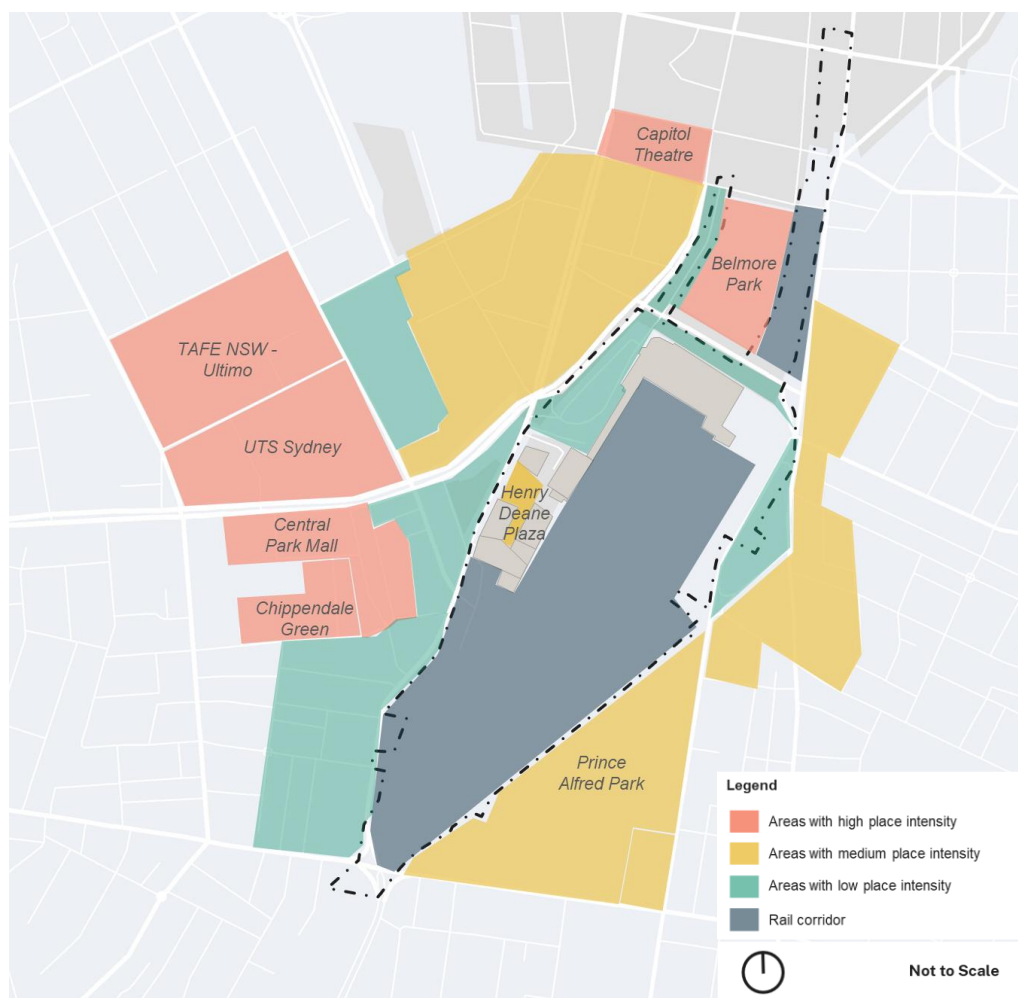 Capitol
Theatre
Belmore
Park
TAFE NSW -
Ultimo
UTS Sydney
Henry
Deane
Plaza
Central
Park Mall
Chippendale
Green
Prince
Alfred Park
Legend
Areas with high place intensity
Areas with medium place intensity
Areas with low place intensity
Rail corridor
Not to Scale